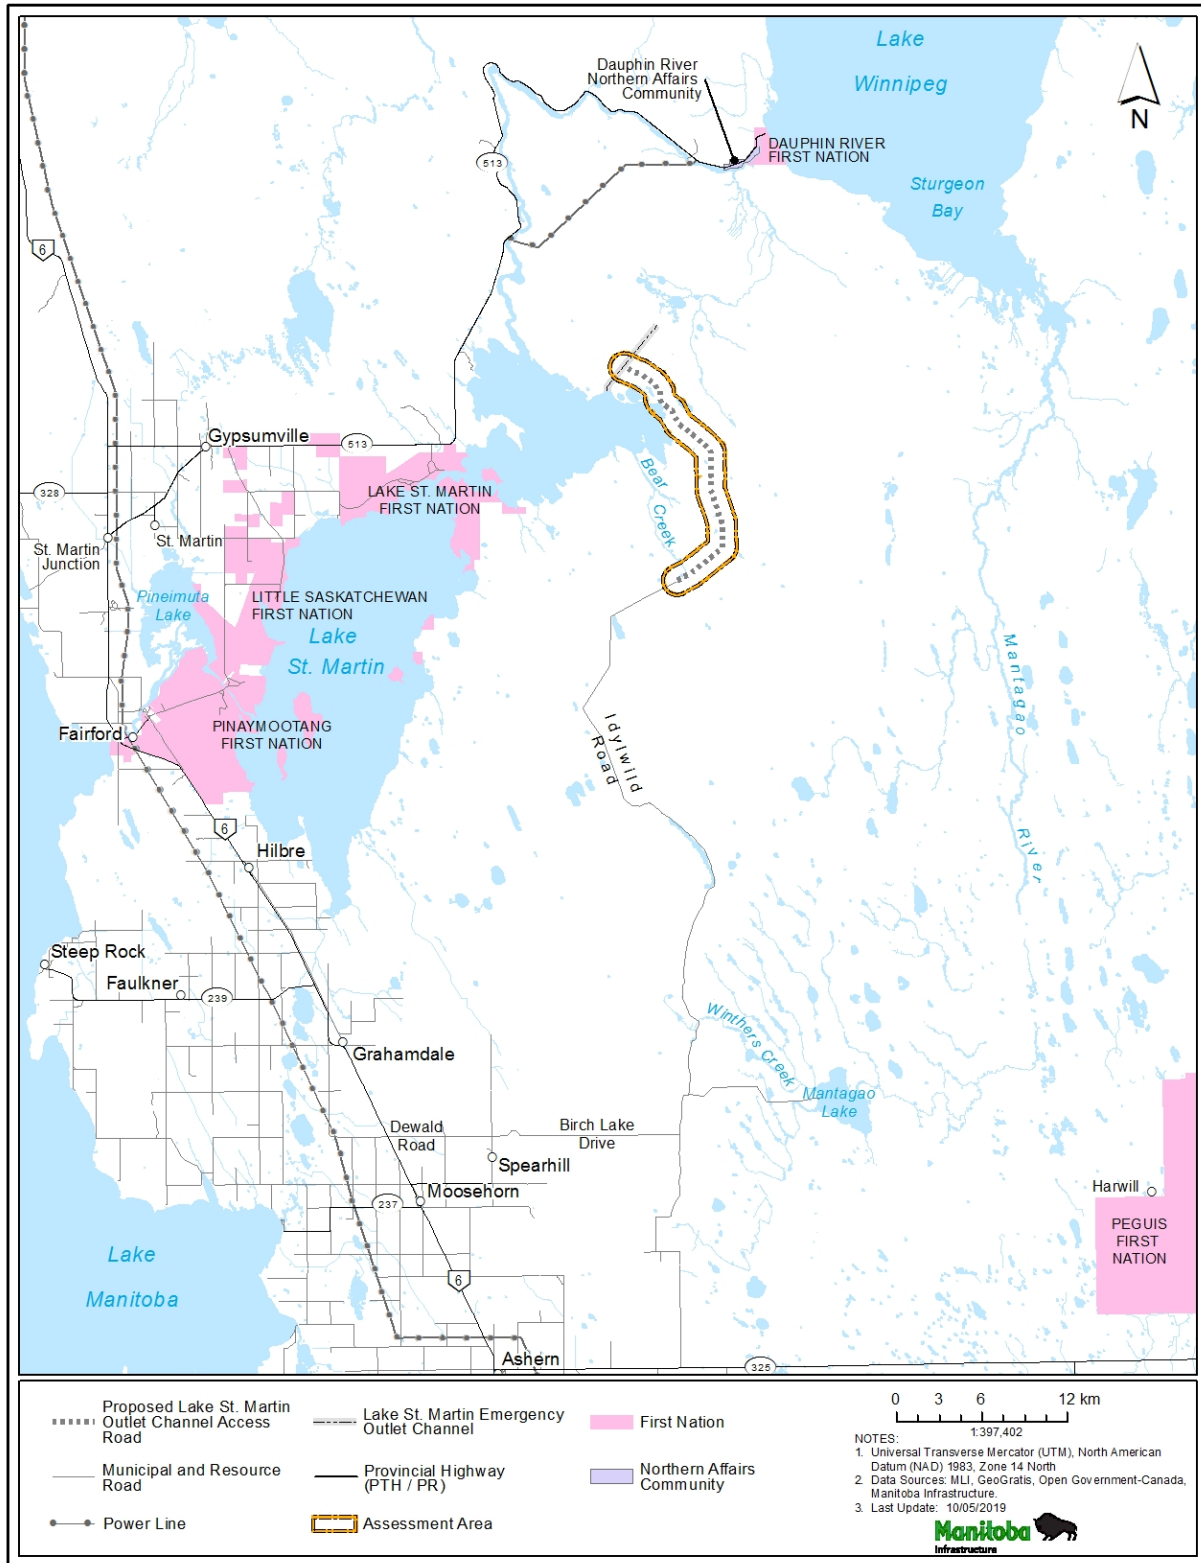 Lake
Winnipeg
Dauphin River
Northern Affairs
Community
N
DAUPHIN RIVER
FIRST NATION
513
Sturgeon
Bay
6
Gypsumville
513
Bear
Creek
328
LAKE ST. MARTIN
FIRST NATION
St. Martin
St. Martin
Junction
Pineimuta
Lake
LITTLE SASKATCHEWAN
FIRST NATION
Lake
St. Martin
Mantagao
River
PINAYMOOTANG
FIRST NATION
Fairford
Idylwild
Road
6
Hilbre
Steep Rock
Faulkner
239
Winthers Creek
Grahamdale
Mantagao
Lake
Dewald
Road
Birch Lake
Drive
Spearhill
Moosehorn
237
Harwill
PEGUIS
FIRST
NATION
Lake
Manitoba
6
Ashern
325
Proposed Lake St. Martin
Outlet Channel Access
Road
Lake St. Martin Emergency
Outlet Channel
First Nation
Municipal and Resource
Road
Provincial Highway
(PTH / PR)
Northern Affairs
Community
Power Line
Assessment Area
0 3 6 12 km
1:397,402
NOTES:
1. Universal Transverse Mercator (UTM), North American
Datum (NAD) 1983, Zone 14 North
2. Data Sources: MLI, GeoGratis, Open Government-Canada,
Manitoba Infrastructure.
3. Last Update: 10/05/2019
Manitoba
Infrastructure